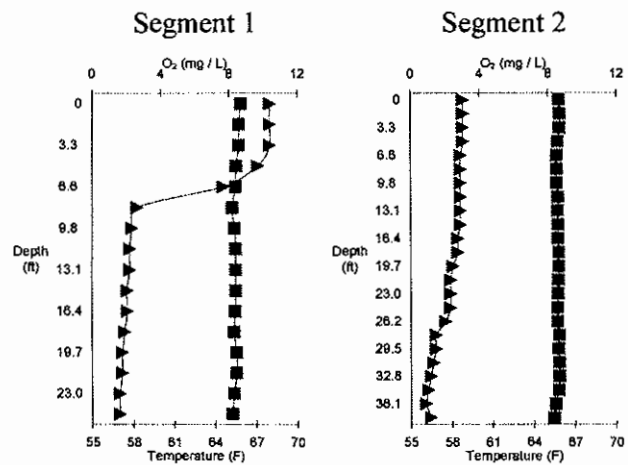 Segment 1
Segment 2
O₂ (mg / L)
O₂ (mg / L)
0 4 8 12
0 4 8 12
0
3.3
6.6
9.8
13.1
16.4
19.7
23.0
Depth
(ft)
55 58 61 64 67 70
Temperature (F)
0
3.3
6.6
9.8
13.1
16.4
19.7
23.0
26.2
29.5
32.8
38.1
Depth
(ft)
55 58 61 64 67 70
Temperature (F)